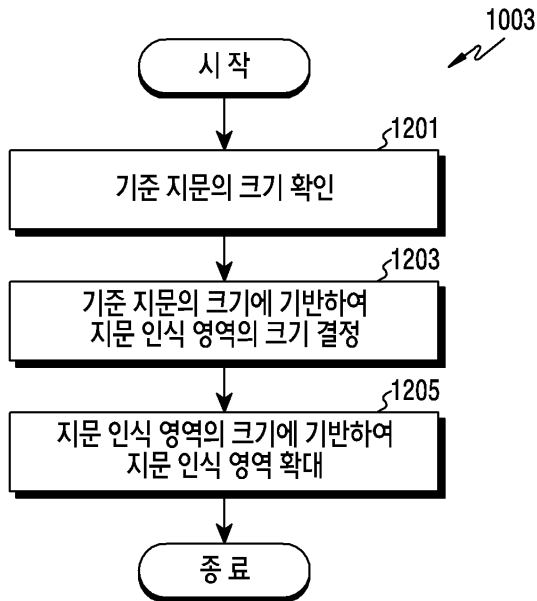 1003
시 작
1201
기준 지문의 크기 확인
1203
기준 지문의 크기에 기반하여
지문 인식 영역의 크기 결정
1205
지문 인식 영역의 크기에 기반하여
지문 인식 영역 확대
종 료